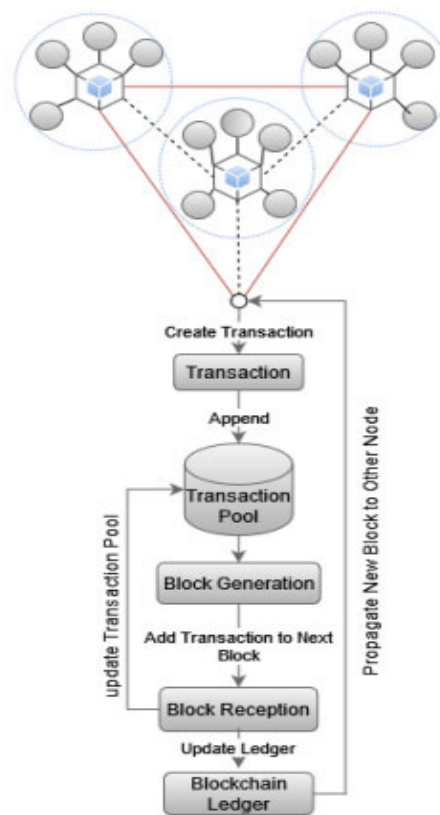 Create Transaction
Transaction
Append
Transaction
Pool
Block Generation
Add Transaction to Next
Block
Block Reception
Update Ledger
Blockchain
Ledger
update Transaction Pool
Propagate New Block to Other Node